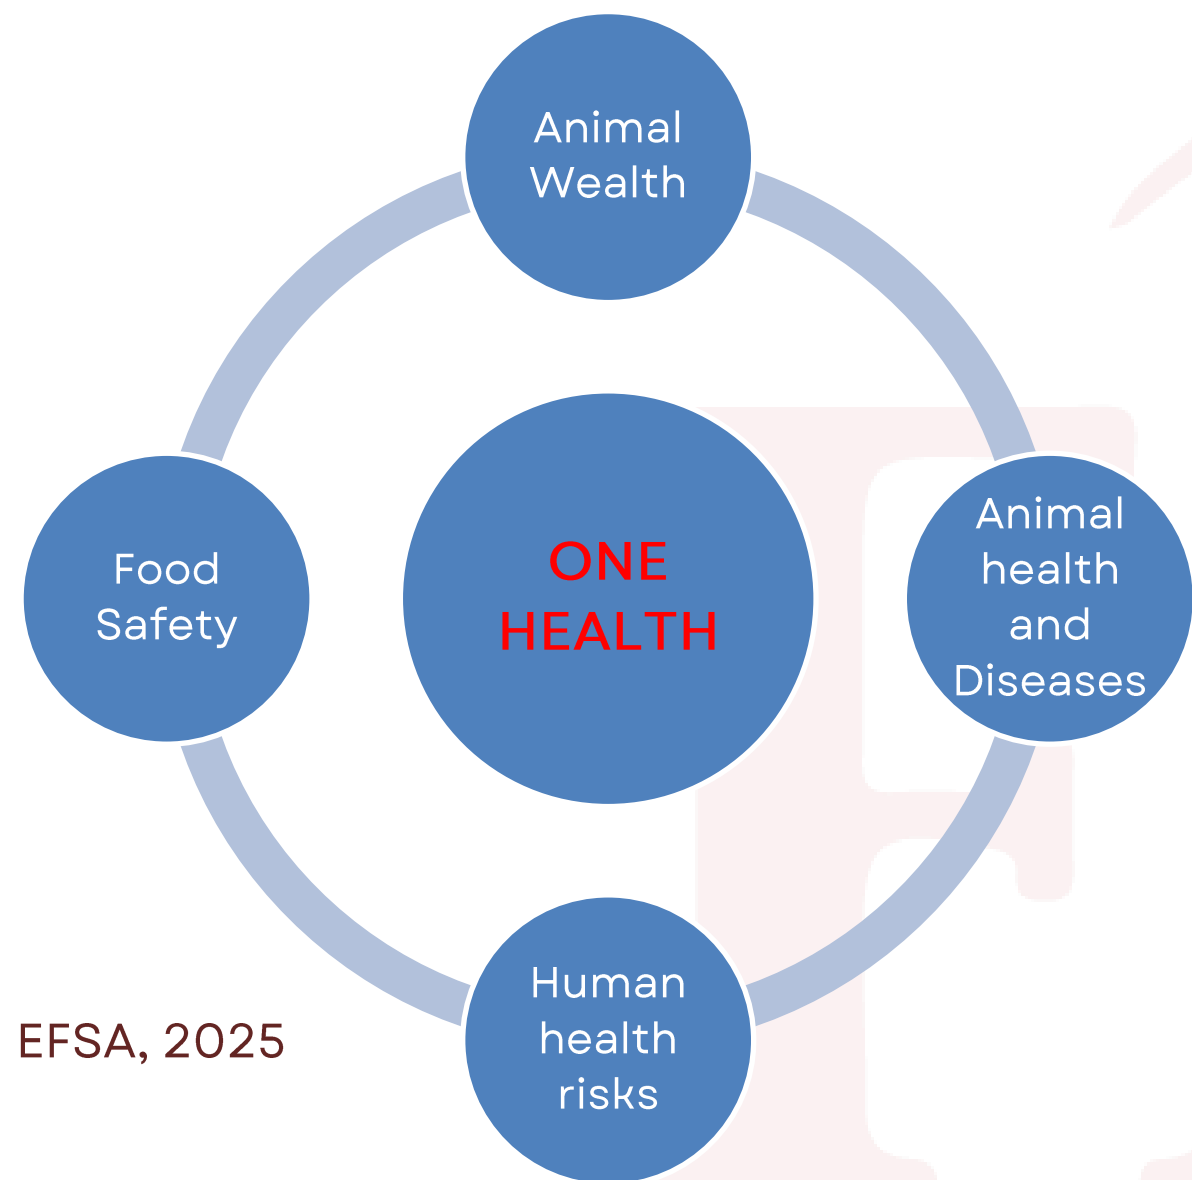 Animal
Wealth
Animal
health
and
Diseases
ONE
HEALTH
Food
Safety
Human
health
risks
EFSA, 2025